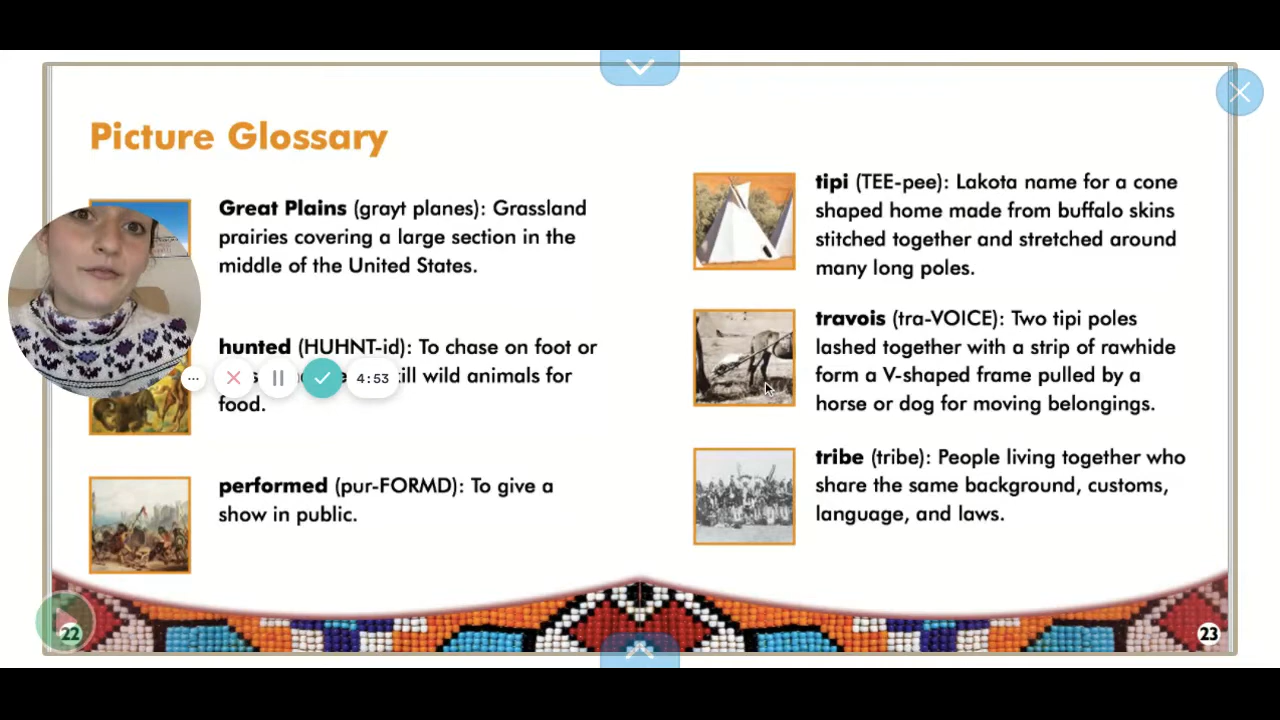 Picture Glossary
Great Plains (grayt planes): Grassland
prairies covering a large section in the
middle of the United States.
hunted (HUHNT-id): To chase on foot or
kill wild animals for
food.
performed (pur-FORMD): To give a
show in public.
4:53
22
tipi (TEE-pee): Lakota name for a cone
shaped home made from buffalo skins
stitched together and stretched around
many long poles.
travois (tra-VOICE): Two tipi poles
lashed together with a strip of rawhide
form a V-shaped frame pulled by a
horse or dog for moving belongings.
tribe (tribe): People living together who
share the same background, customs,
language, and laws.
23